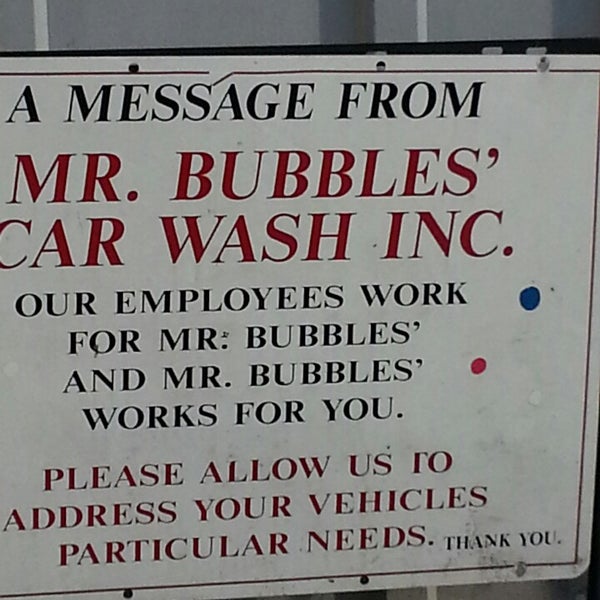 A MESSAGE FROM
MR. BUBBLES'
CAR WASH INC.
OUR EMPLOYEES WORK
FOR MR. BUBBLES'
AND MR. BUBBLES'
WORKS FOR YOU.
PLEASE ALLOW US TO
ADDRESS YOUR VEHICLES
PARTICULAR NEEDS. THANK YOU.